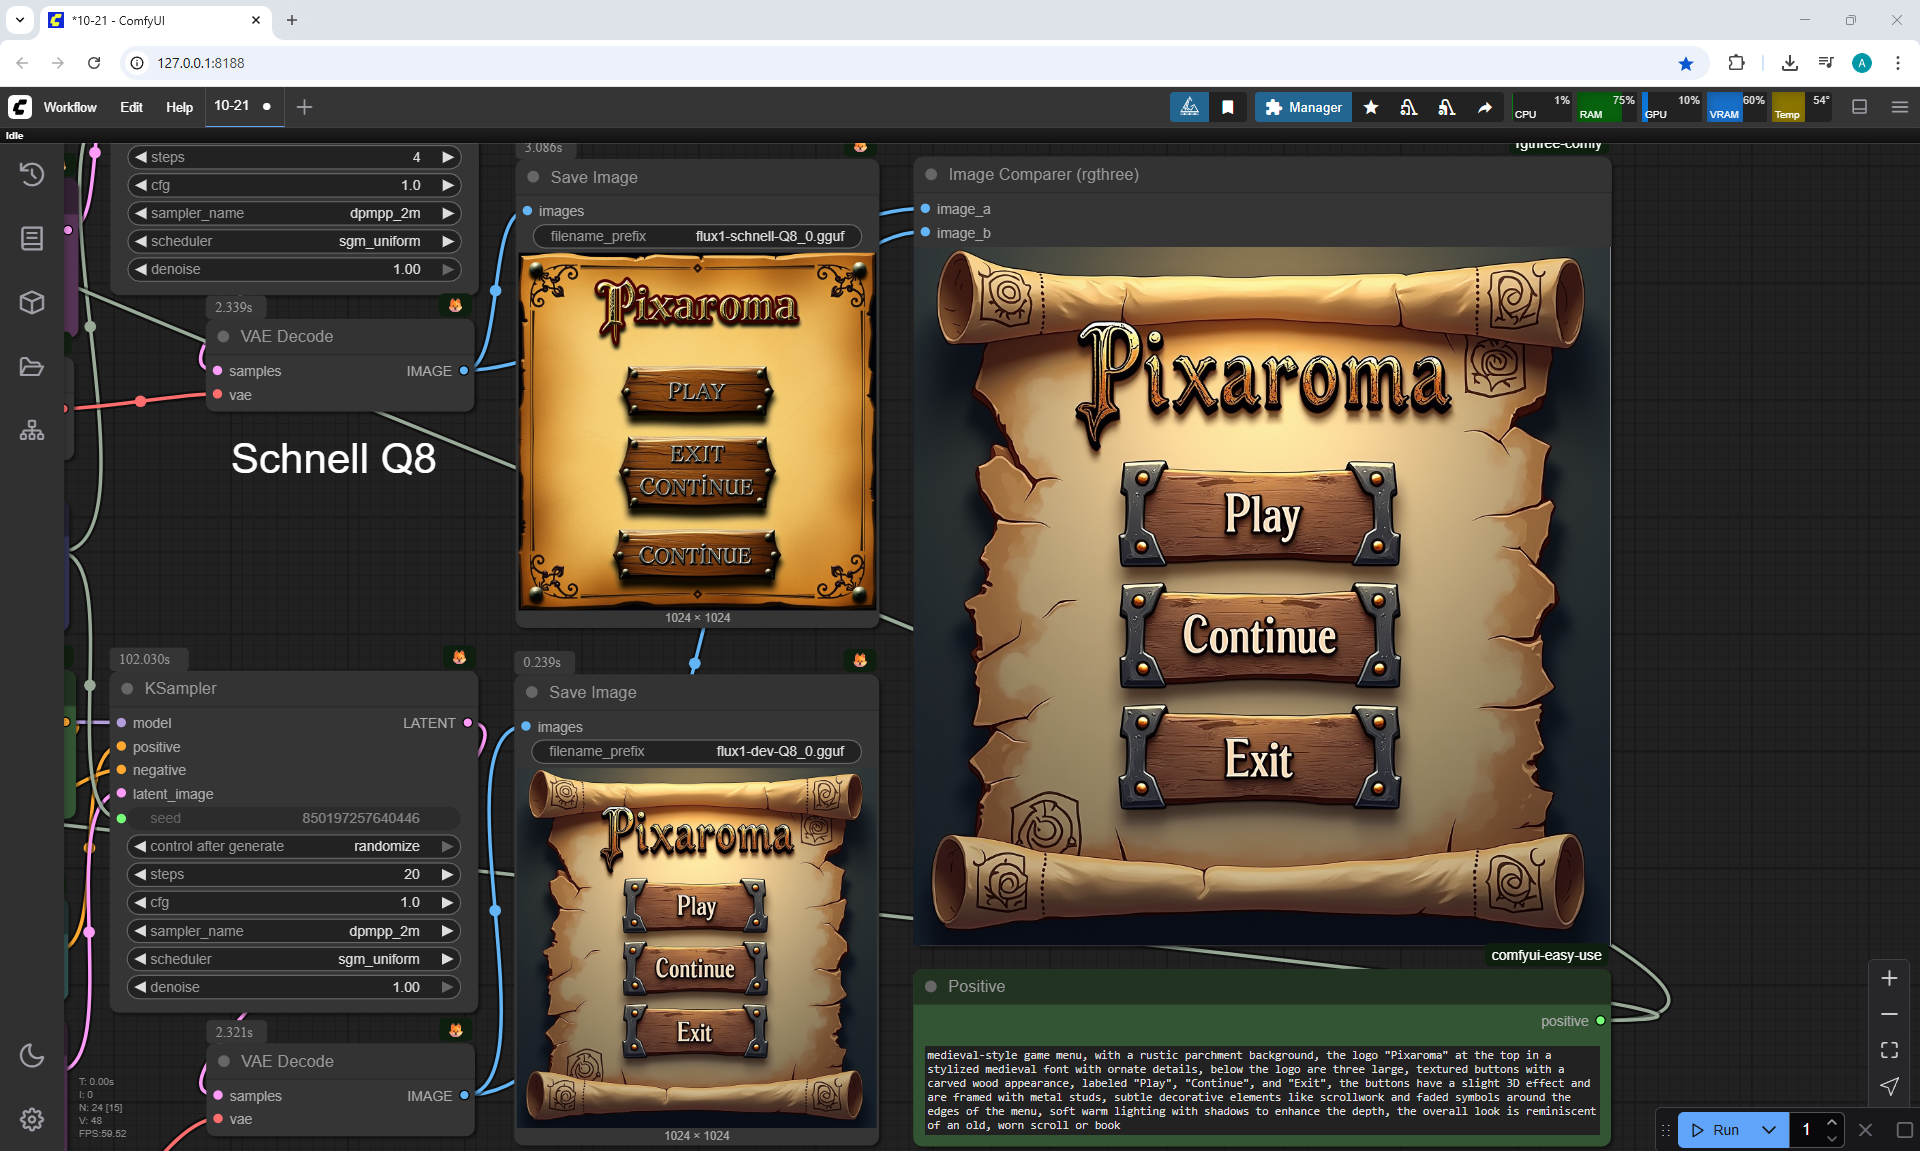 *10-21 - ComfyUI
127.0.0.1:8188
A
Workflow Edit Help 10-21
Manager
CPU 1% RAM 75% GPU 10% VRAM 60% Temp 54°
Idle
steps 4
cfg 1.0
sampler_name dpmpp_2m
scheduler sgm_uniform
denoise 1.00
2.339s
VAE Decode
samples IMAGE
vae
Schnell Q8
3.086s
Save Image
images
filename_prefix flux1-schnell-Q8_0.gguf
Pixaroma
PLAY
EXIT
CONTİNUE
CONTİNUE
1024 × 1024
rgthree-comfy
Image Comparer (rgthree)
image_a
image_b
Pixaroma
Play
Continue
Exit
102.030s
KSampler
model LATENT
positive
negative
latent_image
seed 850197257640446
control after generate randomize
steps 20
cfg 1.0
sampler_name dpmpp_2m
scheduler sgm_uniform
denoise 1.00
2.321s
VAE Decode
samples IMAGE
vae
0.239s
Save Image
images
filename_prefix flux1-dev-Q8_0.gguf
Pixaroma
Play
Continue
Exit
1024 × 1024
comfyui-easy-use
Positive
positive
medieval-style game menu, with a rustic parchment background, the logo "Pixaroma" at the top in a
stylized medieval font with ornate details, below the logo are three large, textured buttons with a
carved wood appearance, labeled "Play", "Continue", and "Exit", the buttons have a slight 3D effect and
are framed with metal studs, subtle decorative elements like scrollwork and faded symbols around the
edges of the menu, soft warm lighting with shadows to enhance the depth, the overall look is reminiscent
of an old, worn scroll or book
T: 0.00s
I: 0
N: 24 [15]
V: 48
FPS:59.52
Run 1